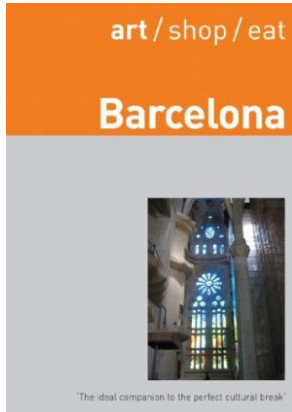 art/shop/eat
Barcelona
'The ideal companion to the perfect cultural break'